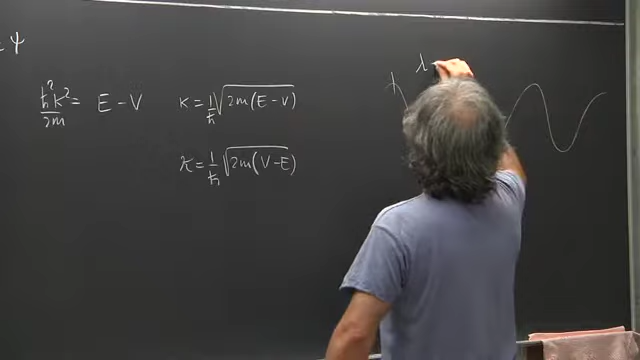 ψ
ħ²k²/2m = E - V
k = 1/ħ √2m(E-V)
κ = 1/ħ √2m(V-E)
λ